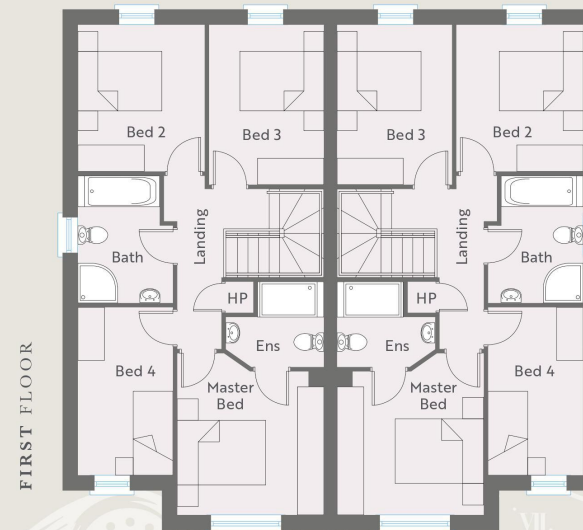 Bed 2
Bed 3
Bed 3
Bed 2
Landing
Landing
Bath
Bath
HP
HP
Ens
Ens
Bed 4
Master
Bed
Master
Bed
Bed 4
FIRST FLOOR
VII